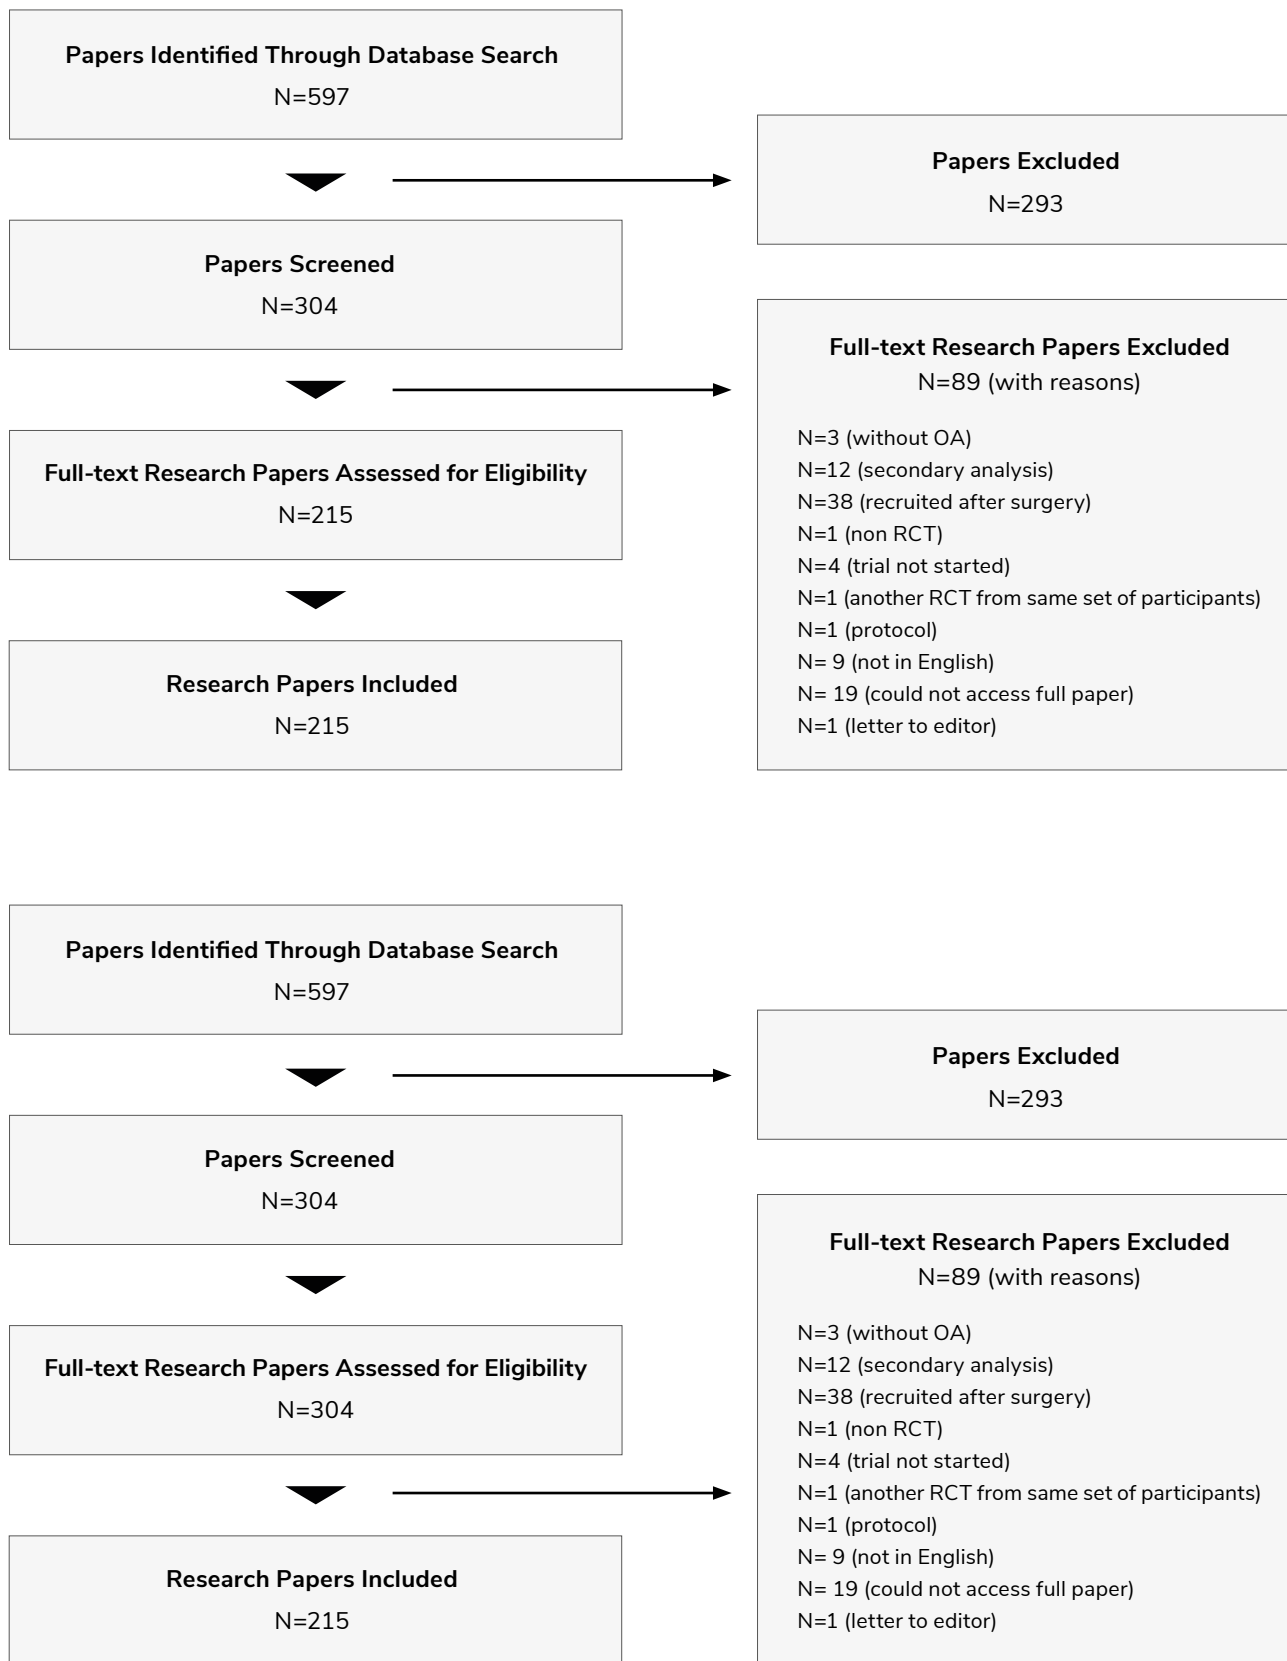 Papers Identified Through Database Search
N=597
Papers Excluded
N=293
Papers Screened
N=304
Full-text Research Papers Excluded
N=89 (with reasons)
N=3 (without OA)
N=12 (secondary analysis)
N=38 (recruited after surgery)
N=1 (non RCT)
N=4 (trial not started)
N=1 (another RCT from same set of participants)
N=1 (protocol)
N= 9 (not in English)
N= 19 (could not access full paper)
N=1 (letter to editor)
Full-text Research Papers Assessed for Eligibility
N=215
Research Papers Included
N=215
Papers Identified Through Database Search
N=597
Papers Excluded
N=293
Papers Screened
N=304
Full-text Research Papers Assessed for Eligibility
N=304
Full-text Research Papers Excluded
N=89 (with reasons)
N=3 (without OA)
N=12 (secondary analysis)
N=38 (recruited after surgery)
N=1 (non RCT)
N=4 (trial not started)
N=1 (another RCT from same set of participants)
N=1 (protocol)
N= 9 (not in English)
N= 19 (could not access full paper)
N=1 (letter to editor)
Research Papers Included
N=215